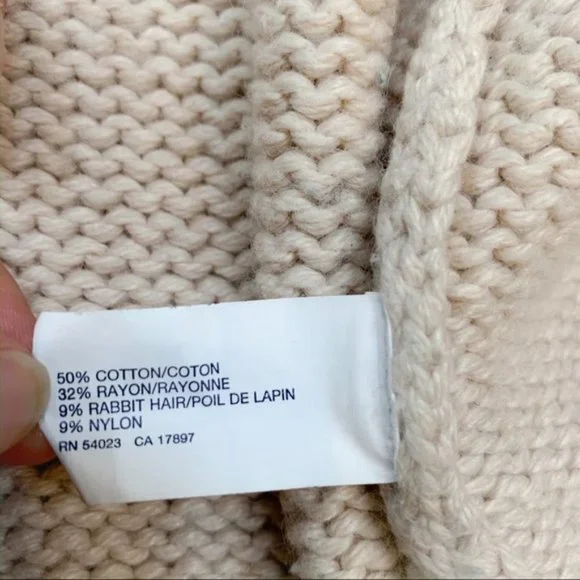 50% COTTON/COTON
32% RAYON/RAYONNE
9% RABBIT HAIR/POIL DE LAPIN
9% NYLON
RN 54023 CA 17897